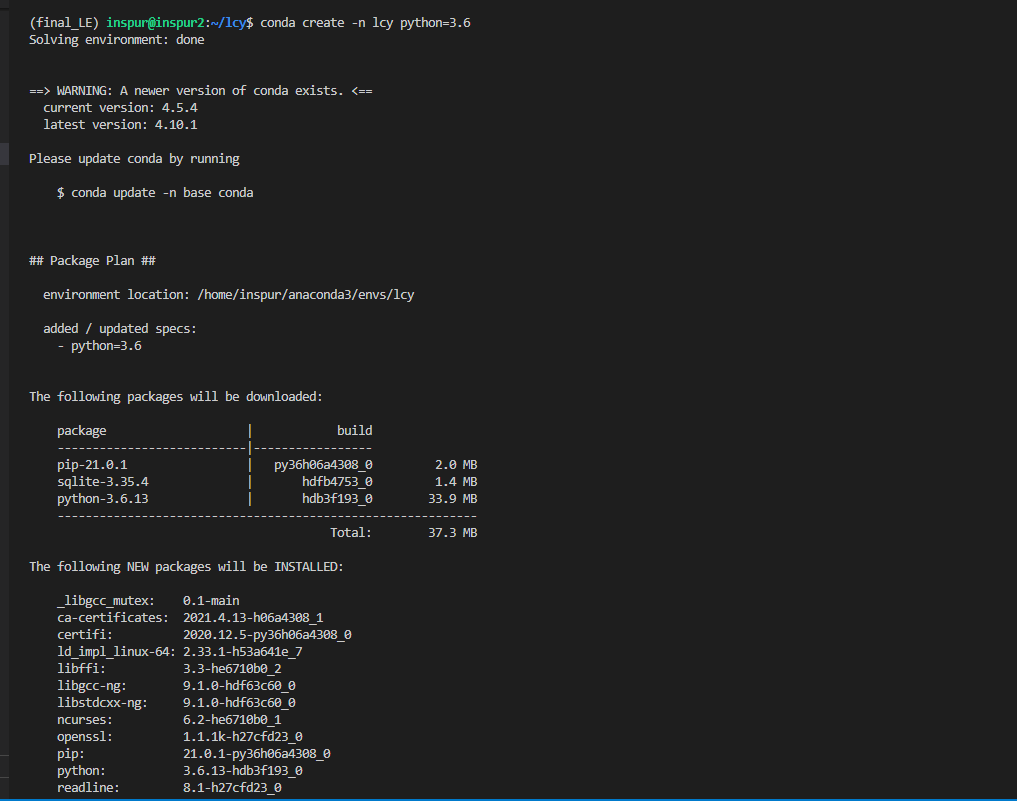 (final_LE) inspur@inspur2:~/lcy$ conda create -n lcy python=3.6
Solving environment: done
==> WARNING: A newer version of conda exists. <==
current version: 4.5.4
latest version: 4.10.1
Please update conda by running
$ conda update -n base conda
## Package Plan ##
environment location: /home/inspur/anaconda3/envs/lcy
added / updated specs:
- python=3.6
The following packages will be downloaded:
package | build
---------------------------|-----------------
pip-21.0.1 | py36h06a4308_0 2.0 MB
sqlite-3.35.4 | hdfb4753_0 1.4 MB
python-3.6.13 | hdb3f193_0 33.9 MB
------------------------------------------------------------
Total: 37.3 MB
The following NEW packages will be INSTALLED:
_libgcc_mutex: 0.1-main
ca-certificates: 2021.4.13-h06a4308_1
certifi: 2020.12.5-py36h06a4308_0
ld_impl_linux-64: 2.33.1-h53a641e_7
libffi: 3.3-he6710b0_2
libgcc-ng: 9.1.0-hdf63c60_0
libstdcxx-ng: 9.1.0-hdf63c60_0
ncurses: 6.2-he6710b0_1
openssl: 1.1.1k-h27cfd23_0
pip: 21.0.1-py36h06a4308_0
python: 3.6.13-hdb3f193_0
readline: 8.1-h27cfd23_0